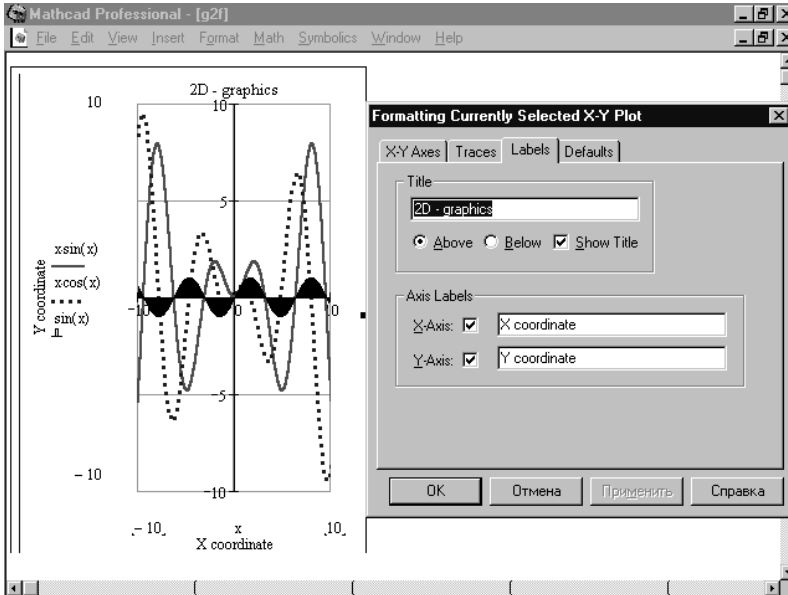 Mathcad Professional - [g2f]
File Edit View Insert Format Math Symbolics Window Help
2D - graphics
10
10
5
x·sin(x)
x·cos(x)
sin(x)
Y coordinate
−10
0
10
−5
−10
−10
−10
x
10
X coordinate
Formatting Currently Selected X-Y Plot
X-Y Axes Traces Labels Defaults
Title
2D - graphics
Above Below Show Title
Axis Labels
X-Axis: X coordinate
Y-Axis: Y coordinate
OK Отмена Применить Справка